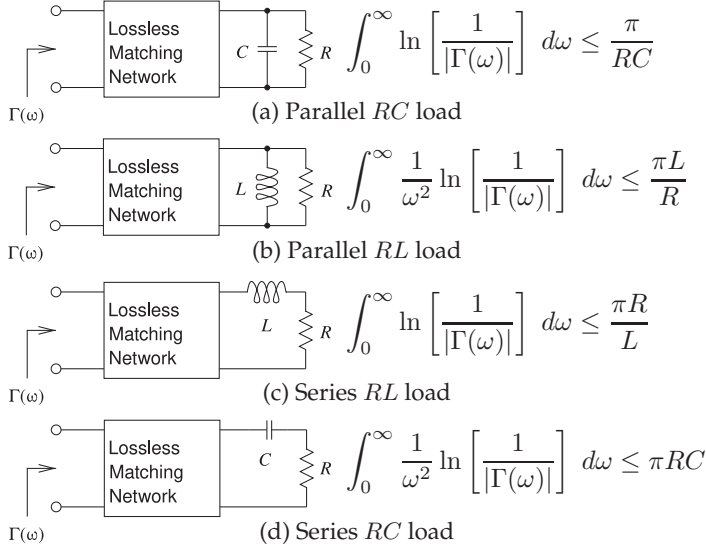 Lossless
Matching
Network
C
R
Γ(ω)
∫₀^∞ ln [1/|Γ(ω)|] dω ≤ π/RC
(a) Parallel RC load
Lossless
Matching
Network
L
R
Γ(ω)
∫₀^∞ 1/ω² ln [1/|Γ(ω)|] dω ≤ πL/R
(b) Parallel RL load
Lossless
Matching
Network
L
R
Γ(ω)
∫₀^∞ ln [1/|Γ(ω)|] dω ≤ πR/L
(c) Series RL load
Lossless
Matching
Network
C
R
Γ(ω)
∫₀^∞ 1/ω² ln [1/|Γ(ω)|] dω ≤ πRC
(d) Series RC load